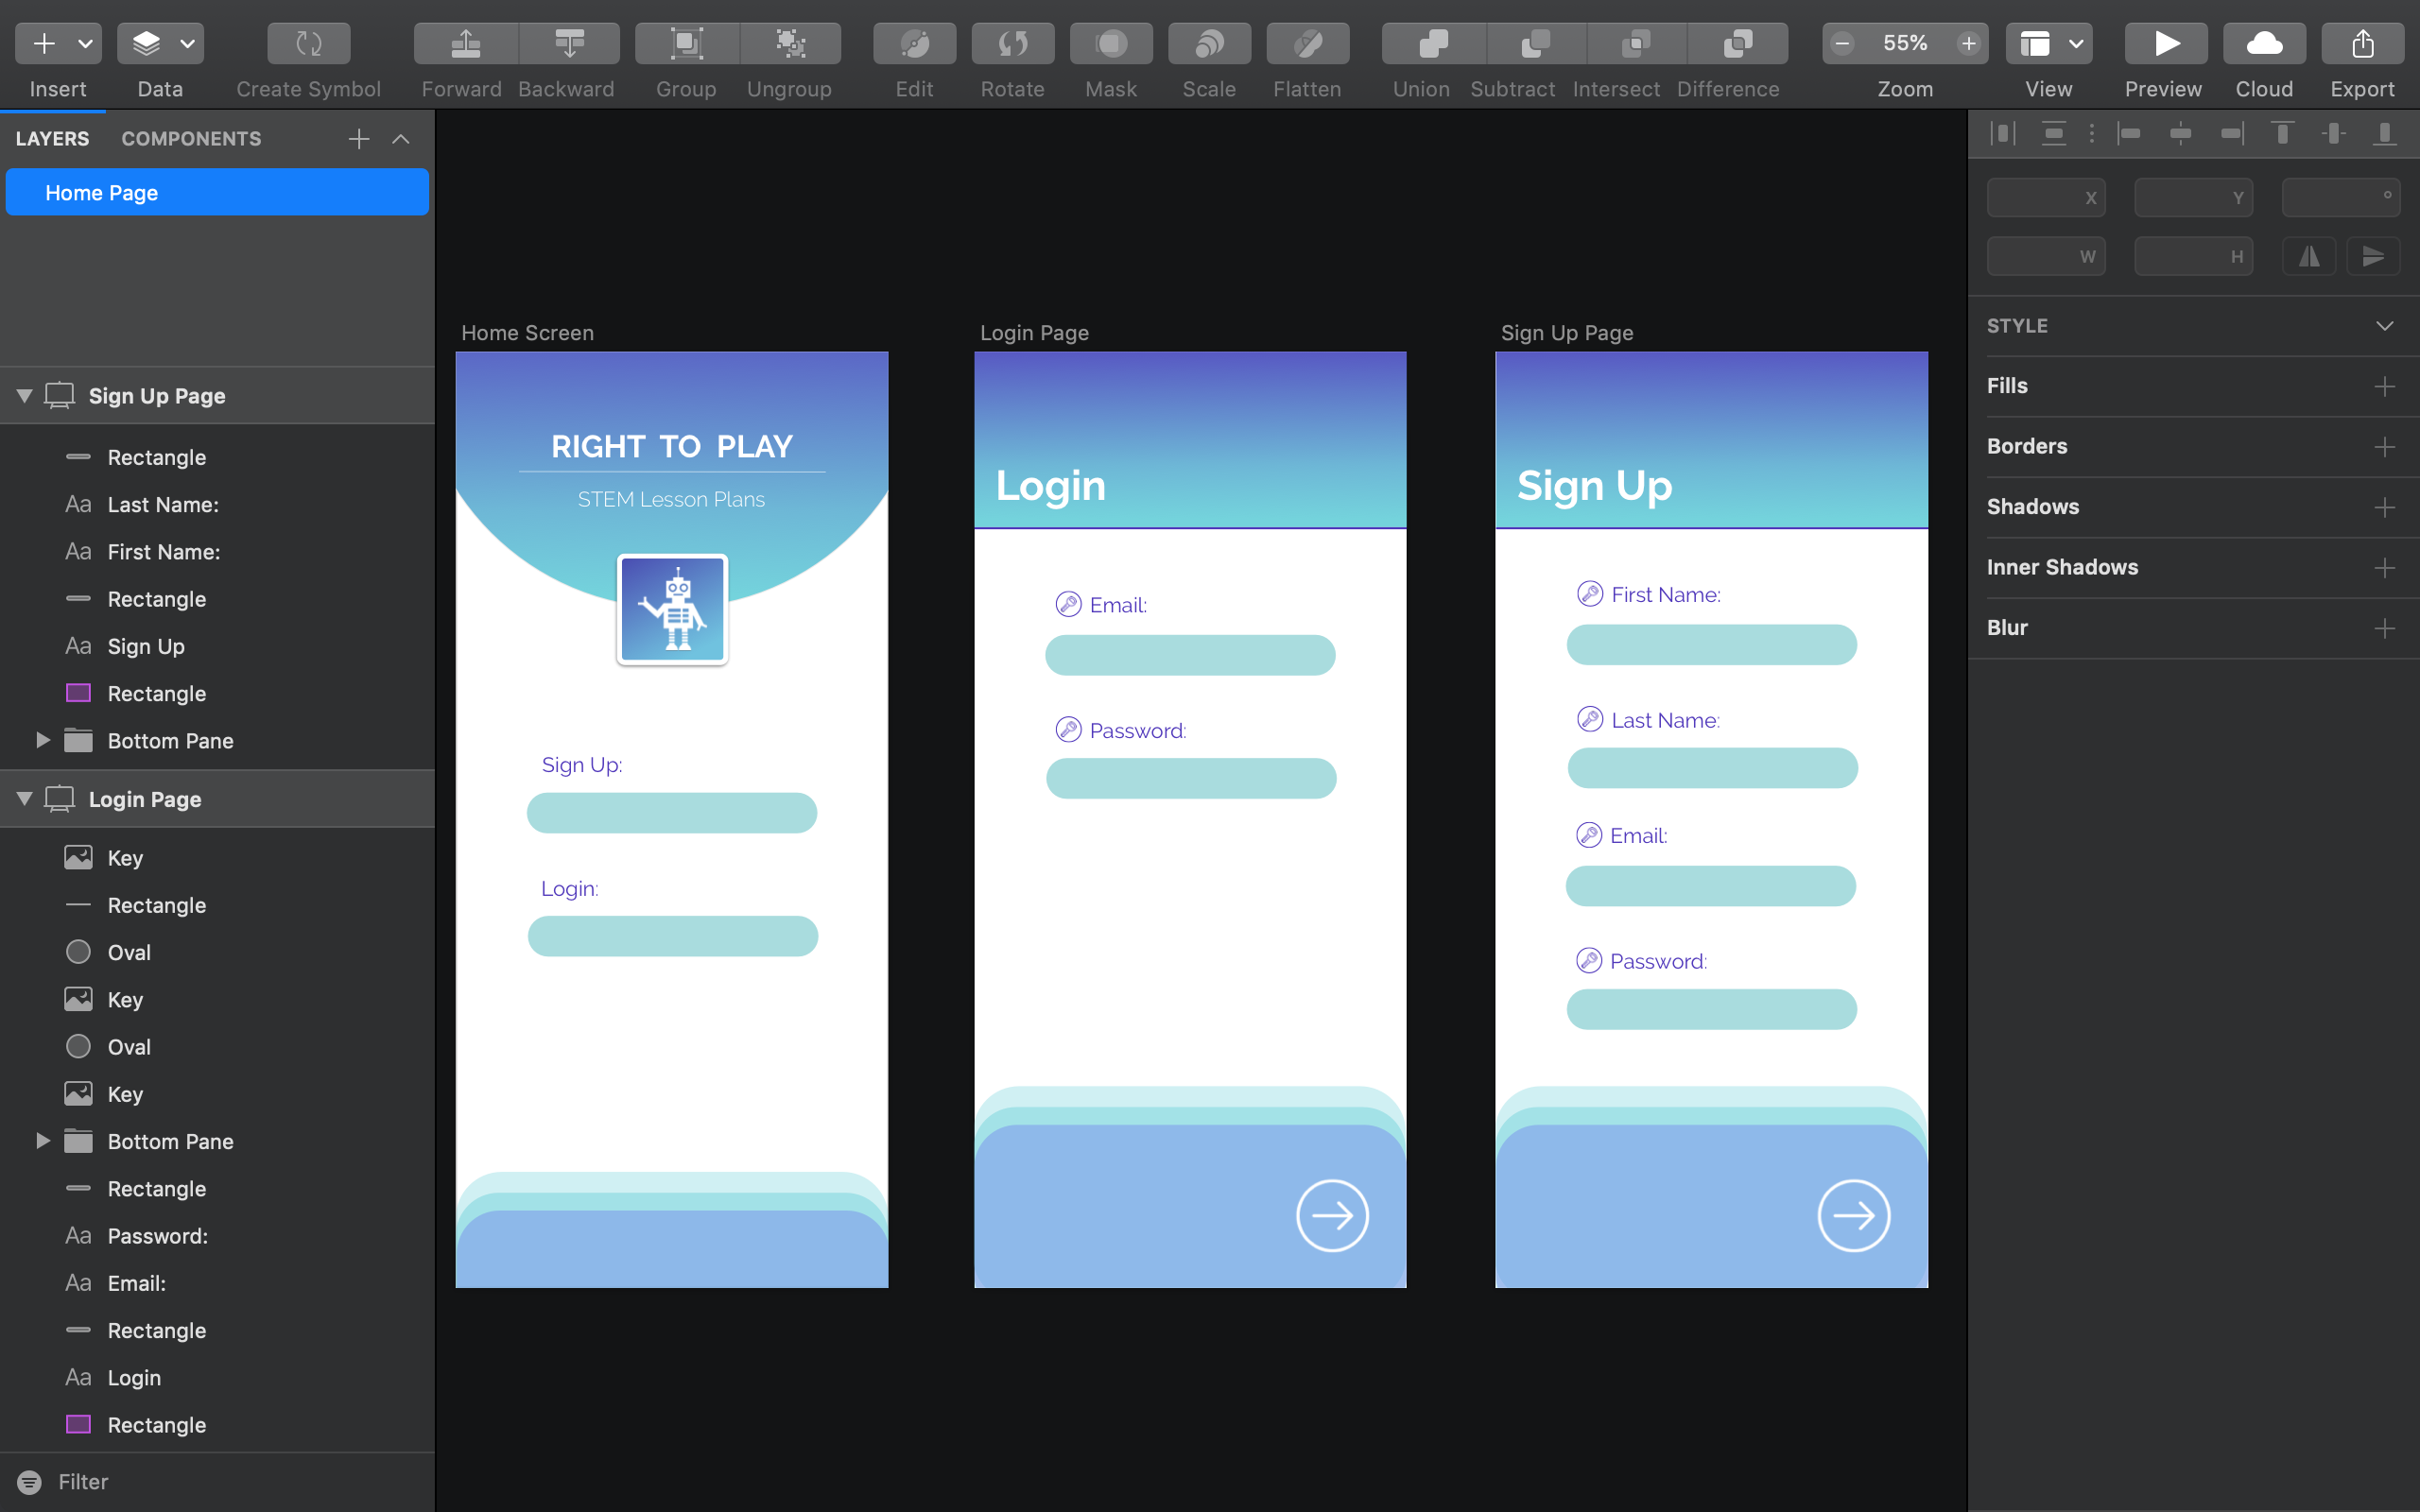 55%
Insert
Data
Create Symbol
Forward
Backward
Group
Ungroup
Edit
Rotate
Mask
Scale
Flatten
Union
Subtract
Intersect
Difference
Zoom
View
Preview
Cloud
Export
LAYERS
COMPONENTS
Home Page
Sign Up Page
Aa Last Name:
Rectangle
Aa First Name:
Rectangle
Aa Sign Up
Rectangle
Bottom Pane
Login Page
Key
Rectangle
Oval
Key
Oval
Key
Bottom Pane
Rectangle
Aa Password:
Aa Email:
Rectangle
Aa Login
Rectangle
Filter
Home Screen
RIGHT TO PLAY
STEM Lesson Plans
Sign Up:
Login:
Login Page
Login
Email:
Password:
Sign Up Page
Sign Up
First Name:
Last Name:
Email:
Password:
X
Y
°
W
H
STYLE
Fills
Borders
Shadows
Inner Shadows
Blur